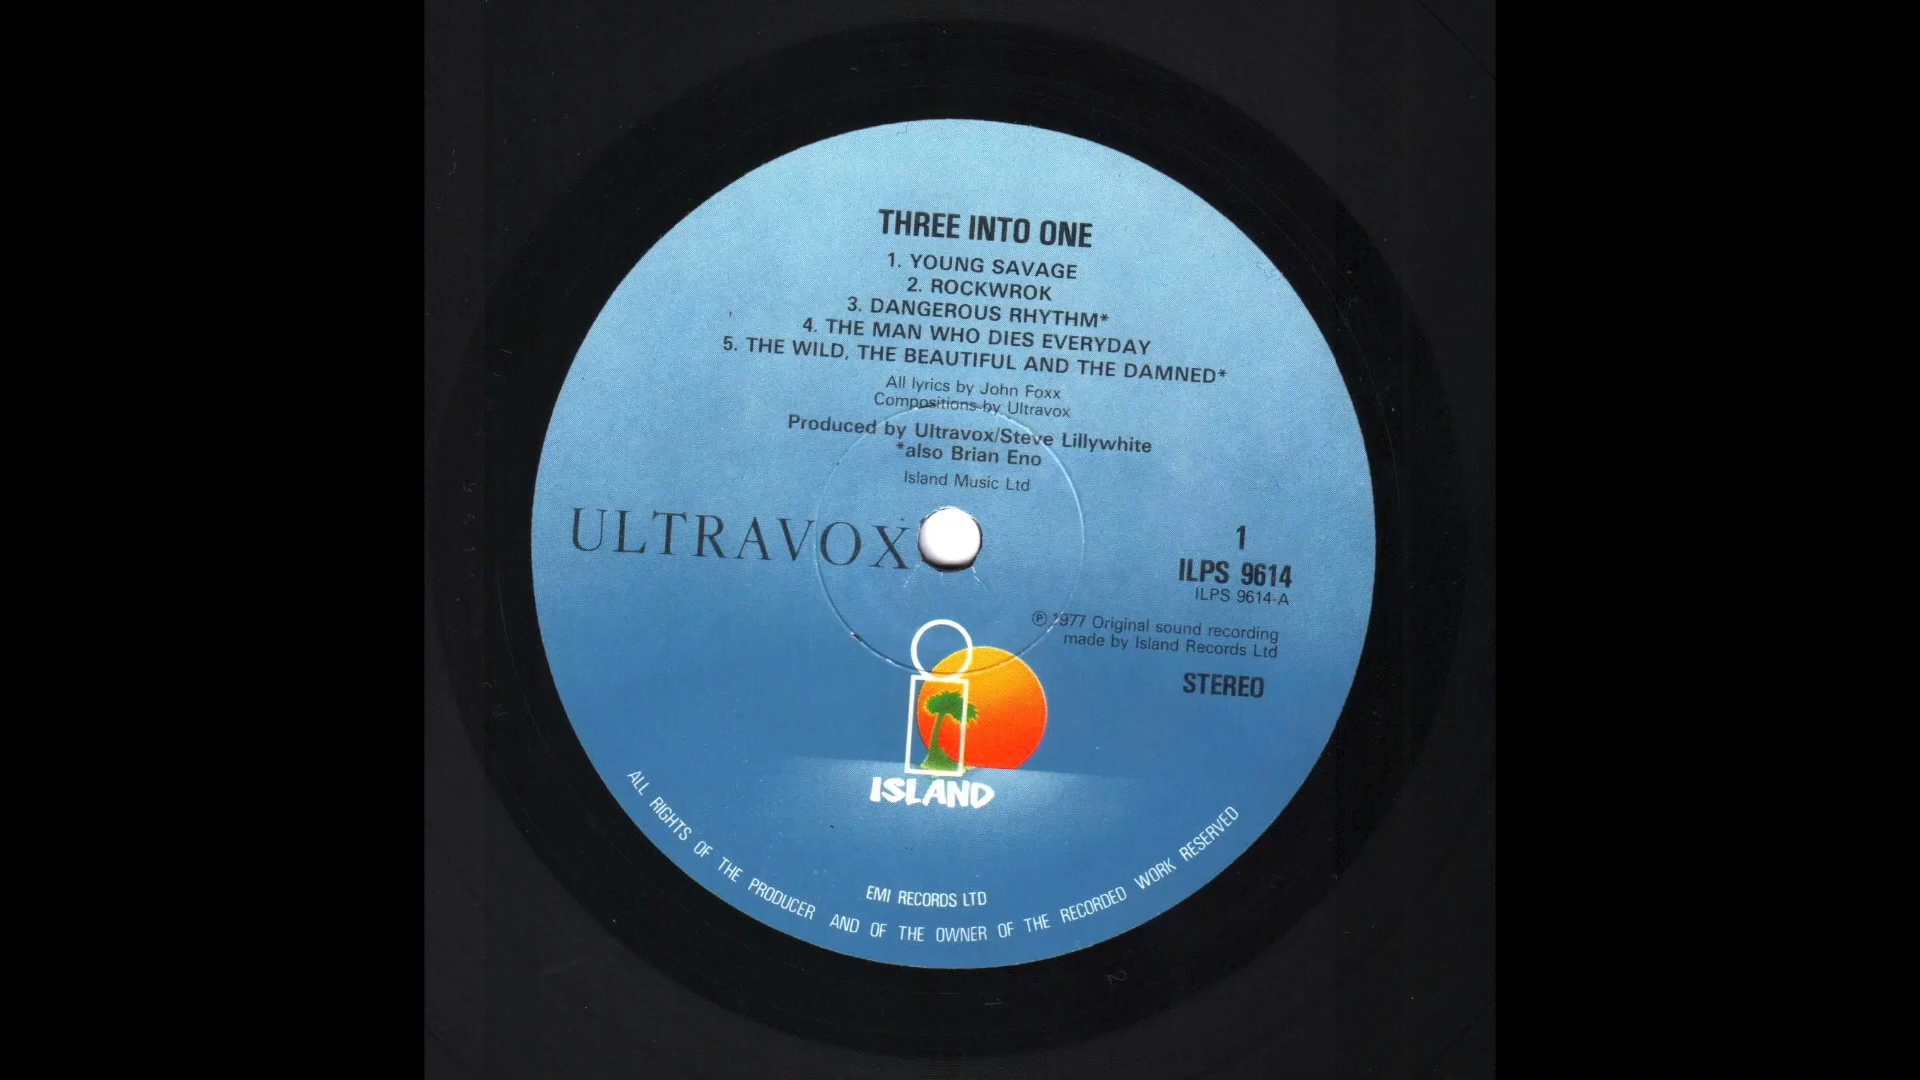 THREE INTO ONE
1. YOUNG SAVAGE
2. ROCKWROK
3. DANGEROUS RHYTHM*
4. THE MAN WHO DIES EVERYDAY
5. THE WILD, THE BEAUTIFUL AND THE DAMNED*
All lyrics by John Foxx
Compositions by Ultravox
Produced by Ultravox/Steve Lillywhite
*also Brian Eno
Island Music Ltd
ULTRAVOX
1
ILPS 9614
ILPS 9614-A
℗ 1977 Original sound recording
made by Island Records Ltd
STEREO
ISLAND
EMI RECORDS LTD
ALL RIGHTS OF THE PRODUCER AND OF THE OWNER OF THE RECORDED WORK RESERVED